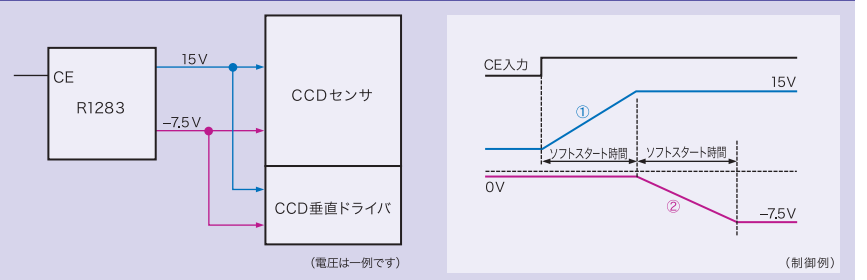 CE
R1283
15V
−7.5V
CCDセンサ
CCD垂直ドライバ
(電圧は一例です)
CE入力
15V
①
ソフトスタート時間
ソフトスタート時間
0V
②
−7.5V
(制御例)